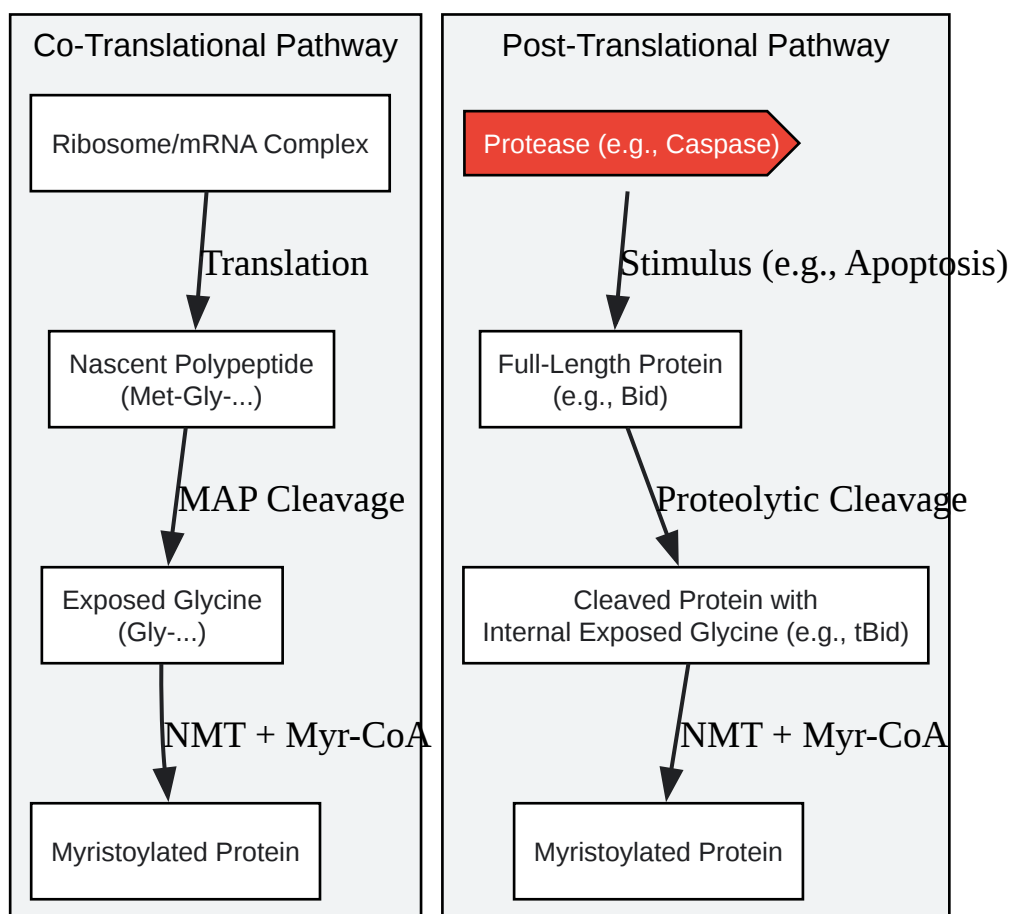 Co-Translational Pathway
Ribosome/mRNA Complex
Translation
Nascent Polypeptide
(Met-Gly-...)
MAP Cleavage
Exposed Glycine
(Gly-...)
NMT + Myr-CoA
Myristoylated Protein
Post-Translational Pathway
Protease (e.g., Caspase)
Stimulus (e.g., Apoptosis)
Full-Length Protein
(e.g., Bid)
Proteolytic Cleavage
Cleaved Protein with
Internal Exposed Glycine (e.g., tBid)
NMT + Myr-CoA
Myristoylated Protein